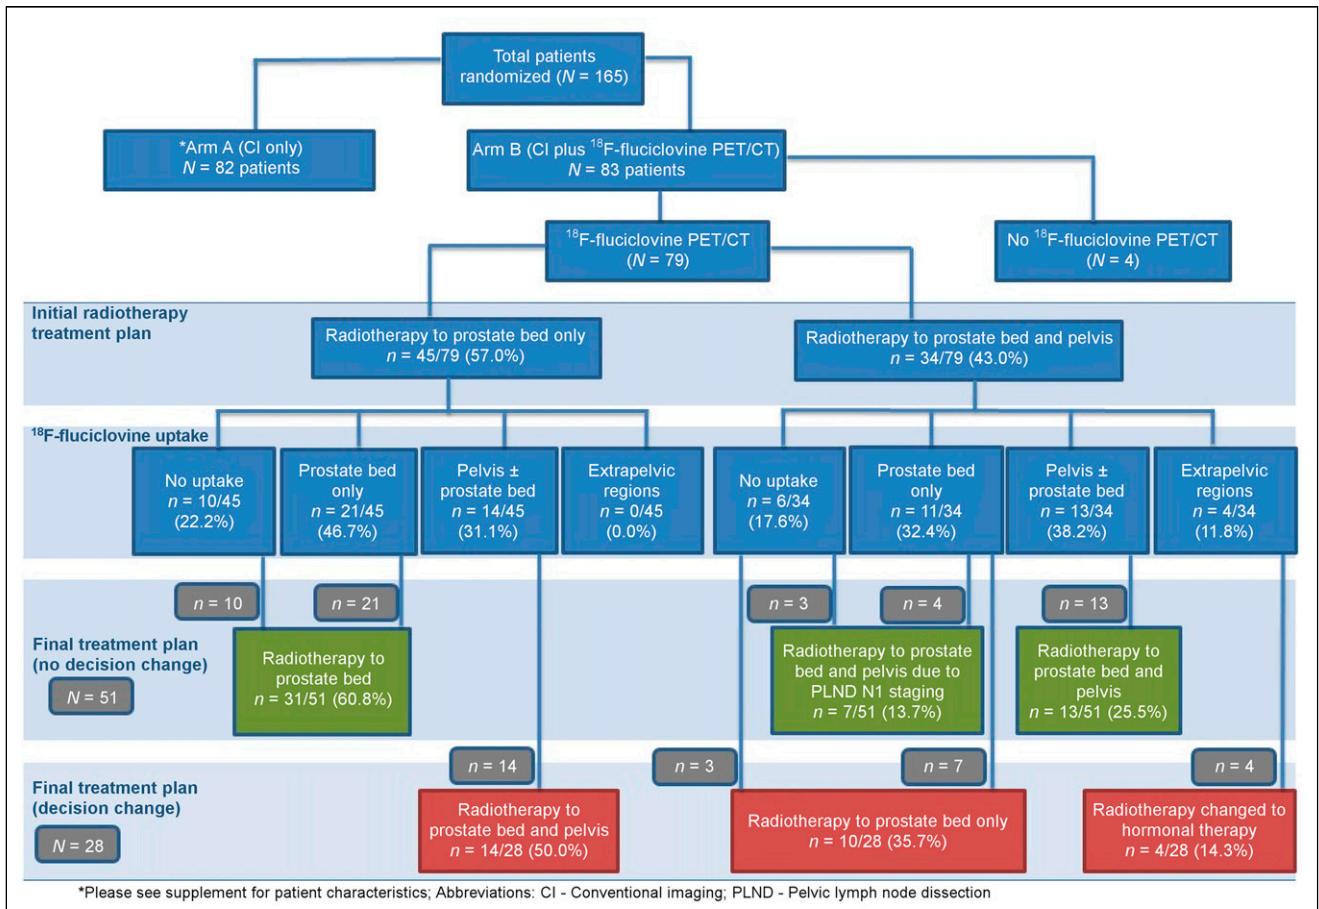 Total patients
randomized (N = 165)
*Arm A (CI only)
N = 82 patients
Arm B (CI plus ¹⁸F-fluciclovine PET/CT)
N = 83 patients
¹⁸F-fluciclovine PET/CT
(N = 79)
No ¹⁸F-fluciclovine PET/CT
(N = 4)
Initial radiotherapy
treatment plan
Radiotherapy to prostate bed only
n = 45/79 (57.0%)
Radiotherapy to prostate bed and pelvis
n = 34/79 (43.0%)
¹⁸F-fluciclovine uptake
No uptake
n = 10/45
(22.2%)
Prostate bed
only
n = 21/45
(46.7%)
Pelvis ±
prostate bed
n = 14/45
(31.1%)
Extrapelvic
regions
n = 0/45
(0.0%)
No uptake
n = 6/34
(17.6%)
Prostate bed
only
n = 11/34
(32.4%)
Pelvis ±
prostate bed
n = 13/34
(38.2%)
Extrapelvic
regions
n = 4/34
(11.8%)
n = 10
n = 21
n = 3
n = 4
n = 13
Final treatment plan
(no decision change)
N = 51
Radiotherapy to
prostate bed
n = 31/51 (60.8%)
Radiotherapy to prostate
bed and pelvis due to
PLND N1 staging
n = 7/51 (13.7%)
Radiotherapy to
prostate bed and
pelvis
n = 13/51 (25.5%)
n = 14
n = 3
n = 7
n = 4
Final treatment plan
(decision change)
N = 28
Radiotherapy to
prostate bed and pelvis
n = 14/28 (50.0%)
Radiotherapy to prostate bed only
n = 10/28 (35.7%)
Radiotherapy changed to
hormonal therapy
n = 4/28 (14.3%)
*Please see supplement for patient characteristics; Abbreviations: CI - Conventional imaging; PLND - Pelvic lymph node dissection